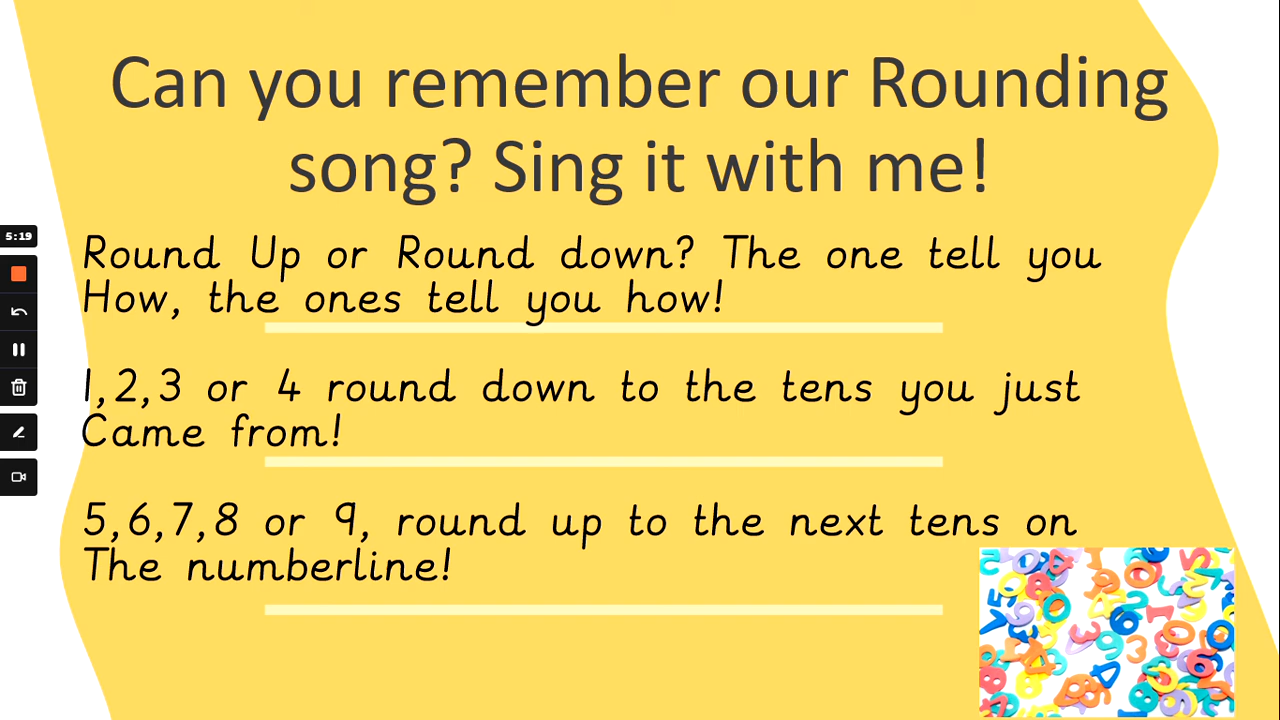 Can you remember our Rounding
song? Sing it with me!
5:19
Round Up or Round down? The one tell you
How, the ones tell you how!
1,2,3 or 4 round down to the tens you just
Came from!
5,6,7,8 or 9, round up to the next tens on
The numberline!